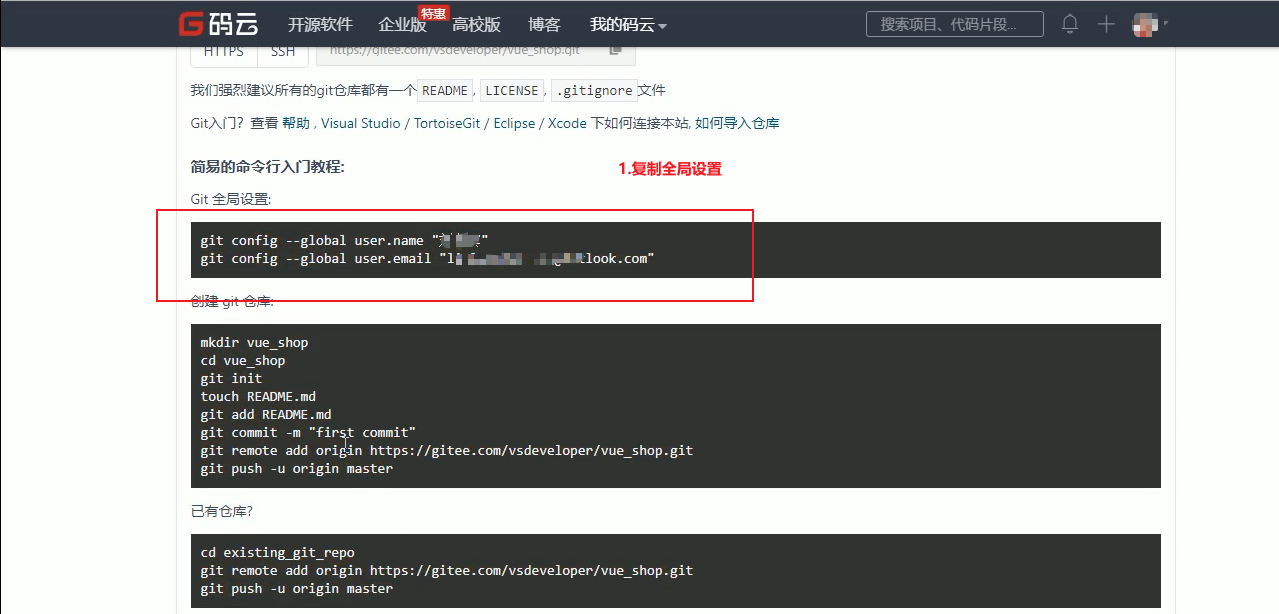 码云 开源软件 企业版 特惠 高校版 博客 我的码云 搜索项目、代码片段...
HTTPS SSH https://gitee.com/vsdeveloper/vue_shop.git
我们强烈建议所有的git仓库都有一个 README , LICENSE , .gitignore 文件
Git入门？查看 帮助 , Visual Studio / TortoiseGit / Eclipse / Xcode 下如何连接本站, 如何导入仓库
简易的命令行入门教程:
1.复制全局设置
Git 全局设置:
git config --global user.name "
git config --global user.email "l tlook.com"
创建 git 仓库:
mkdir vue_shop
cd vue_shop
git init
touch README.md
git add README.md
git commit -m "first commit"
git remote add origin https://gitee.com/vsdeveloper/vue_shop.git
git push -u origin master
已有仓库?
cd existing_git_repo
git remote add origin https://gitee.com/vsdeveloper/vue_shop.git
git push -u origin master